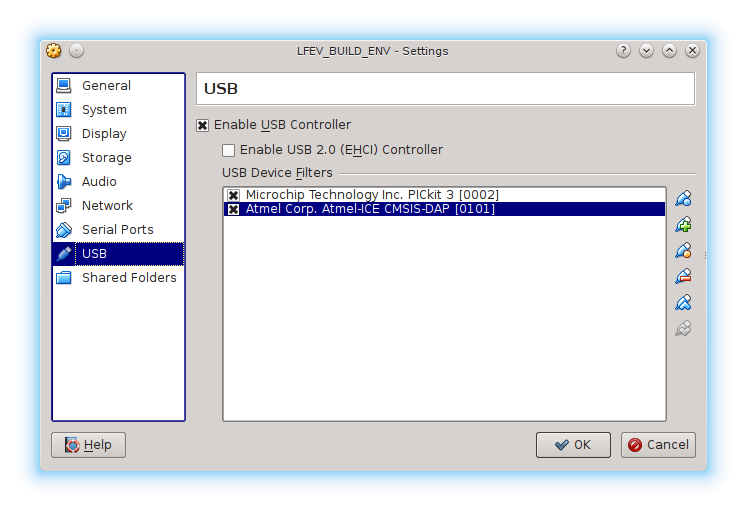 LFEV_BUILD_ENV - Settings
General
System
Display
Storage
Audio
Network
Serial Ports
USB
Shared Folders
USB
Enable USB Controller
Enable USB 2.0 (EHCI) Controller
USB Device Filters
Microchip Technology Inc. PICkit 3 [0002]
Atmel Corp. Atmel-ICE CMSIS-DAP [0101]
Help
OK
Cancel